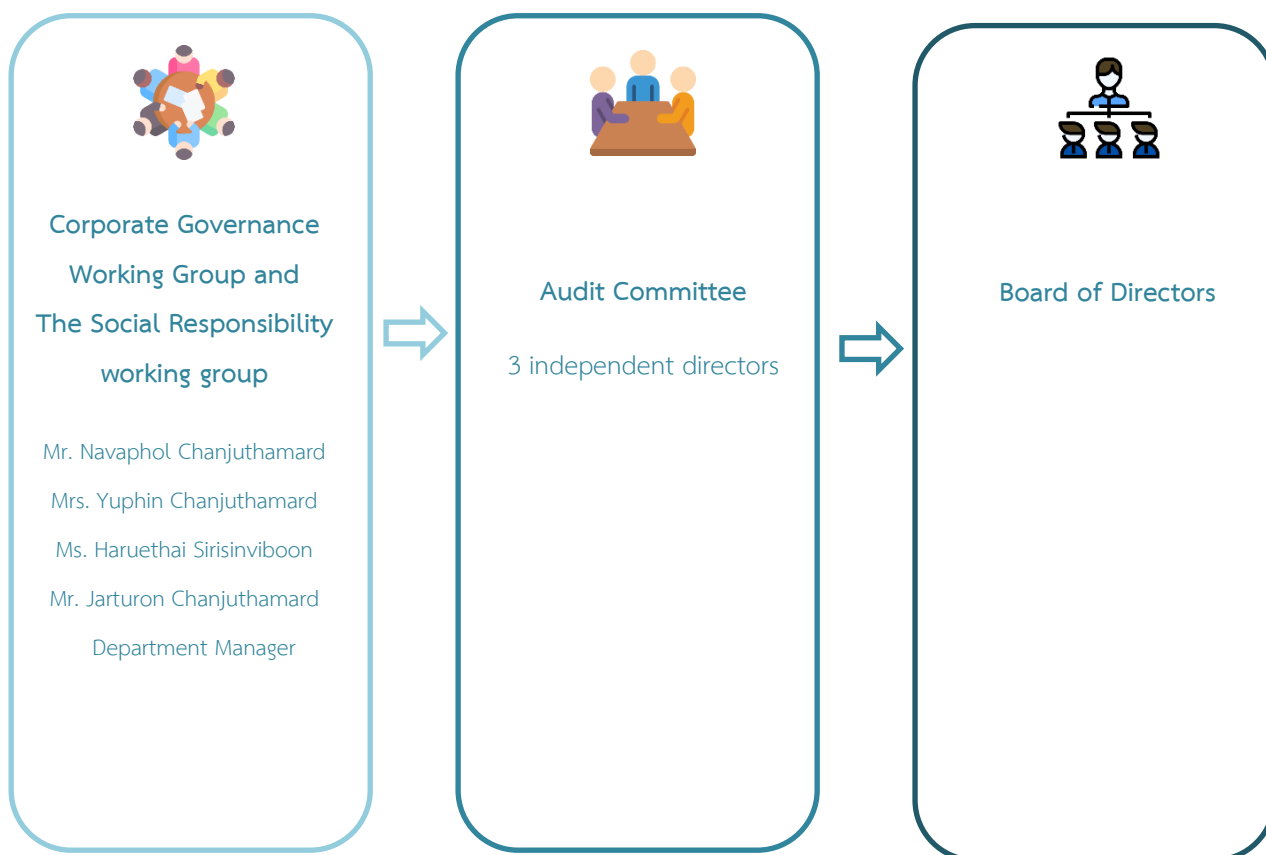 Corporate Governance
Working Group and
The Social Responsibility
working group
Mr. Navaphol Chanjuthamard
Mrs. Yuphin Chanjuthamard
Ms. Haruethai Sirisinviboon
Mr. Jarturon Chanjuthamard
Department Manager
Audit Committee
3 independent directors
Board of Directors